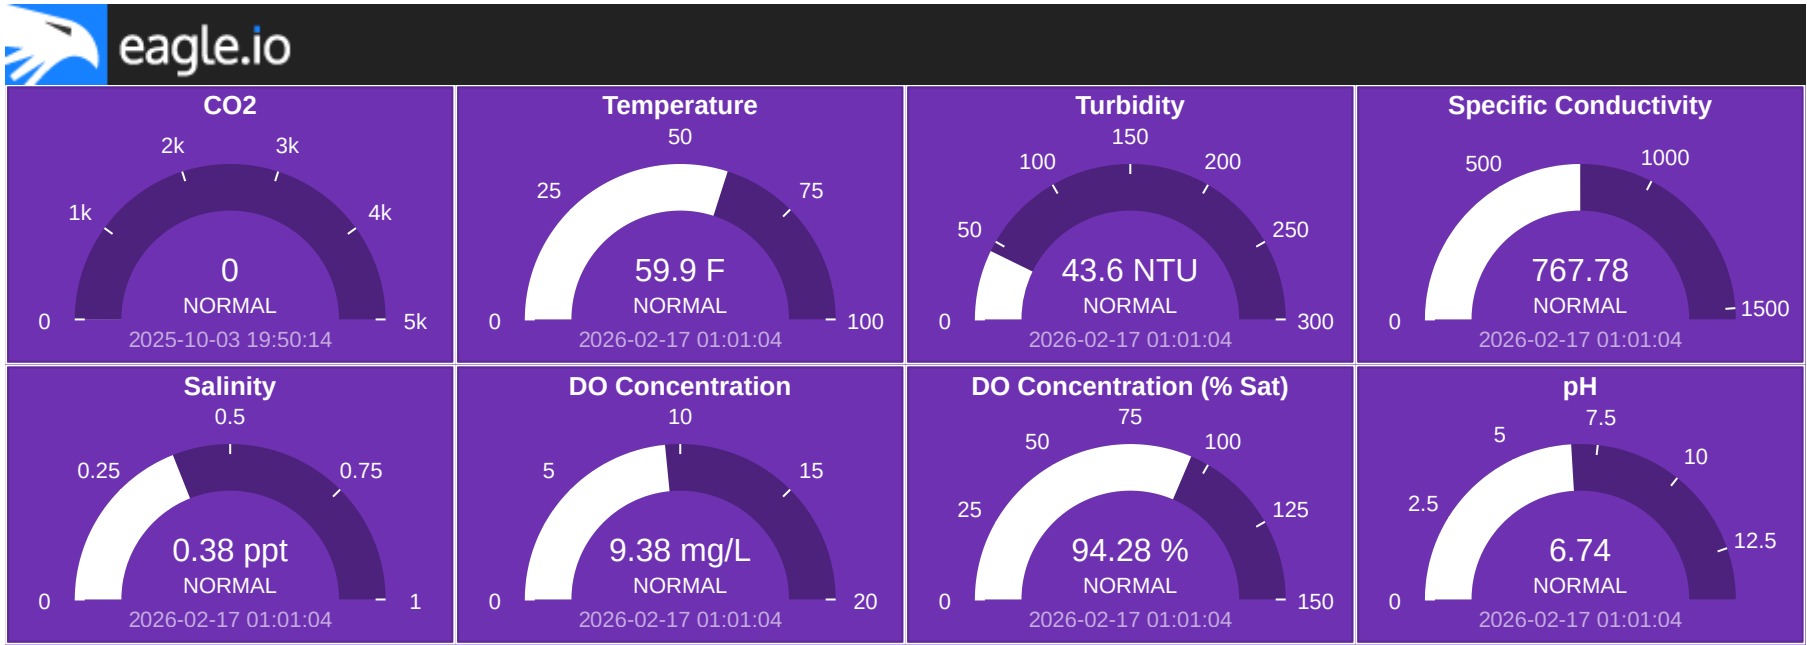 eagle.io
CO2
2k
3k
1k
4k
0
NORMAL
0
5k
2025-10-03 19:50:14
Temperature
50
25
75
59.9 F
NORMAL
0
100
2026-02-17 01:01:04
Turbidity
150
100
200
50
250
43.6 NTU
NORMAL
0
300
2026-02-17 01:01:04
Specific Conductivity
500
1000
767.78
NORMAL
1500
0
2026-02-17 01:01:04
Salinity
0.5
0.25
0.75
0.38 ppt
NORMAL
0
1
2026-02-17 01:01:04
DO Concentration
10
5
15
9.38 mg/L
NORMAL
0
20
2026-02-17 01:01:04
DO Concentration (% Sat)
75
50
100
25
125
94.28 %
NORMAL
0
150
2026-02-17 01:01:04
pH
7.5
5
10
2.5
12.5
6.74
NORMAL
0
2026-02-17 01:01:04